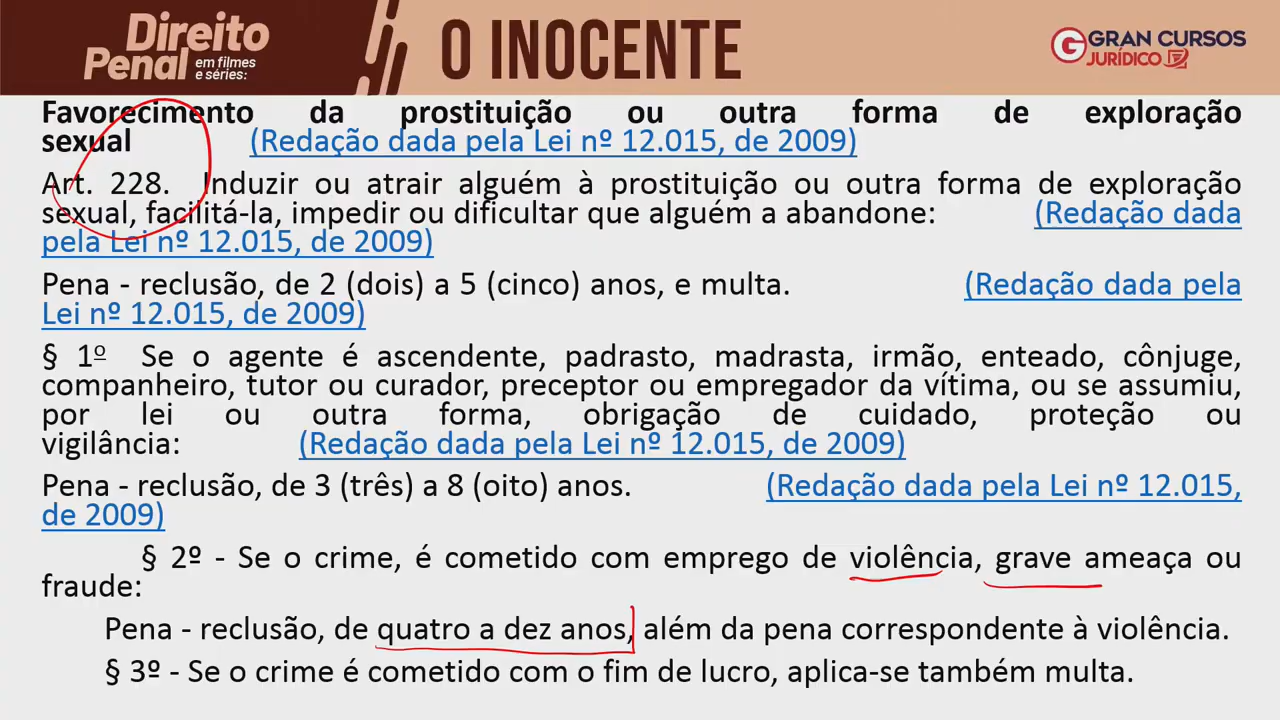 Direito
Penal em filmes
e séries:
O INOCENTE
GRAN CURSOS
JURÍDICO
Favorecimento da prostituição ou outra forma de exploração
sexual (Redação dada pela Lei nº 12.015, de 2009)
Art. 228. Induzir ou atrair alguém à prostituição ou outra forma de exploração
sexual, facilitá-la, impedir ou dificultar que alguém a abandone: (Redação dada
pela Lei nº 12.015, de 2009)
Pena - reclusão, de 2 (dois) a 5 (cinco) anos, e multa. (Redação dada pela
Lei nº 12.015, de 2009)
§ 1º Se o agente é ascendente, padrasto, madrasta, irmão, enteado, cônjuge,
companheiro, tutor ou curador, preceptor ou empregador da vítima, ou se assumiu,
por lei ou outra forma, obrigação de cuidado, proteção ou
vigilância: (Redação dada pela Lei nº 12.015, de 2009)
Pena - reclusão, de 3 (três) a 8 (oito) anos. (Redação dada pela Lei nº 12.015,
de 2009)
§ 2º - Se o crime, é cometido com emprego de violência, grave ameaça ou
fraude:
Pena - reclusão, de quatro a dez anos, além da pena correspondente à violência.
§ 3º - Se o crime é cometido com o fim de lucro, aplica-se também multa.